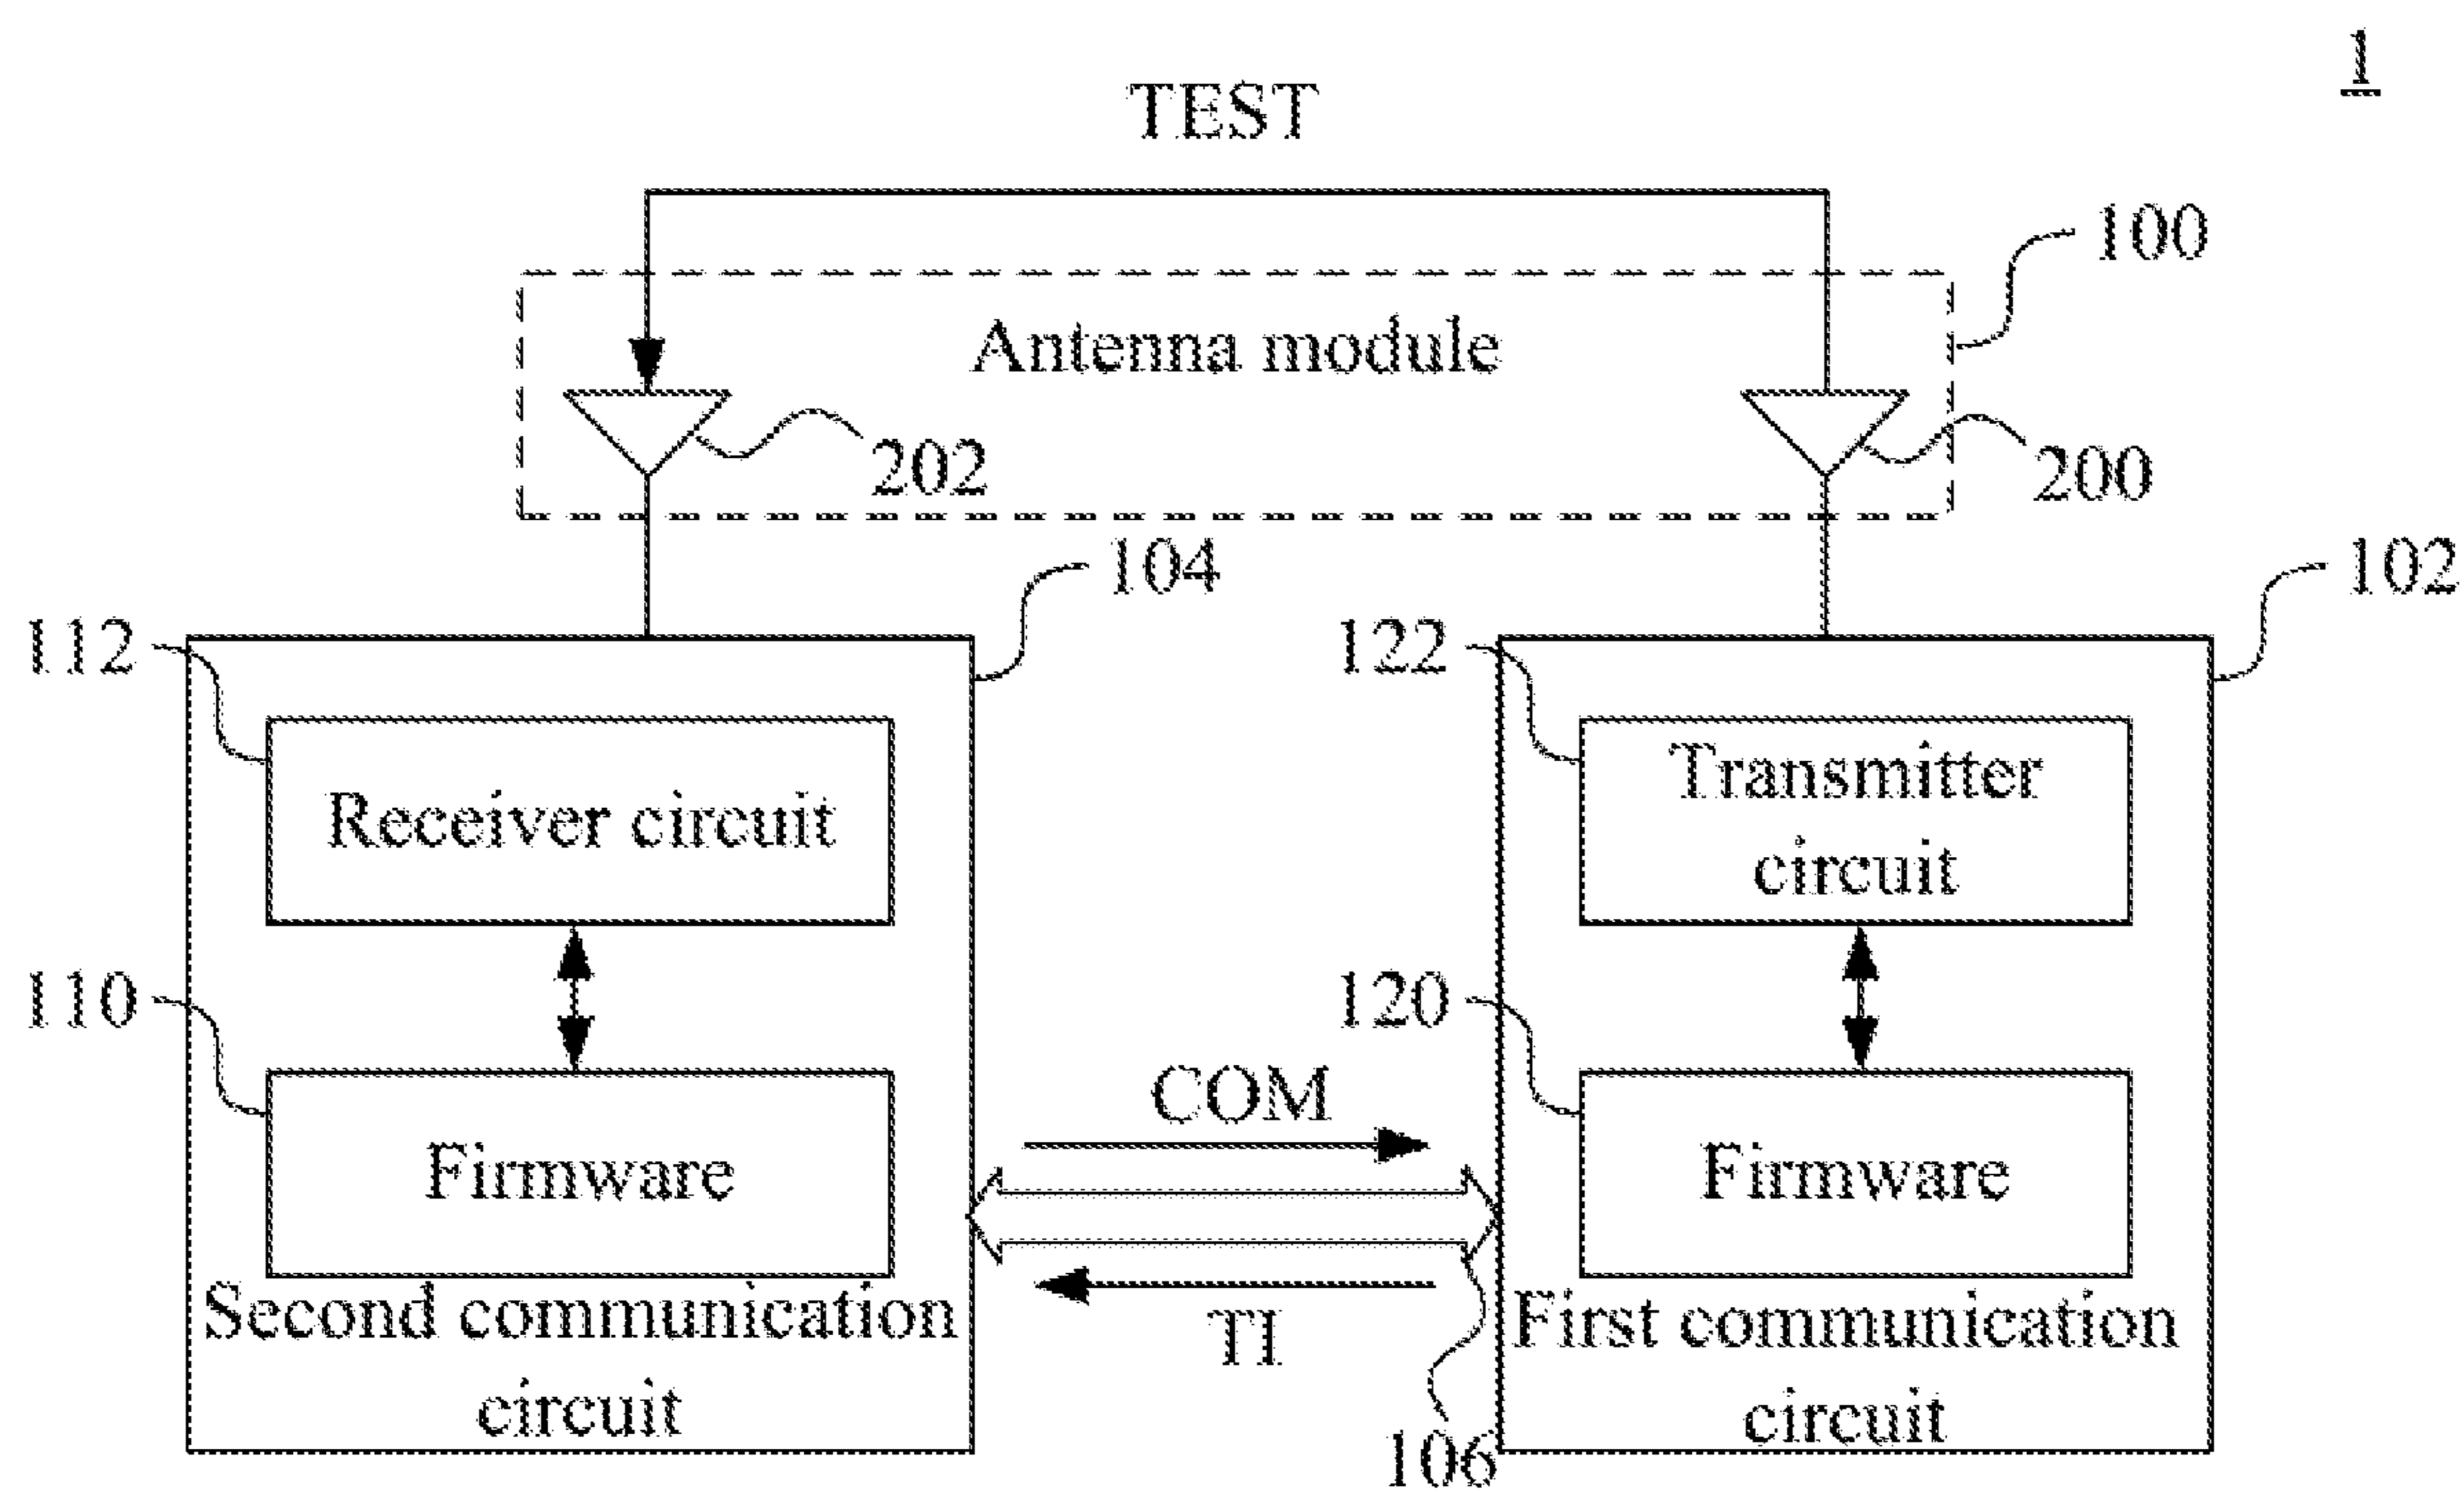 1
TEST
100
Antenna module
202
200
104
102
112
122
Receiver circuit
Transmitter
circuit
110
120
COM
Firmware
Firmware
TI
Second communication
circuit
First communication
circuit
106